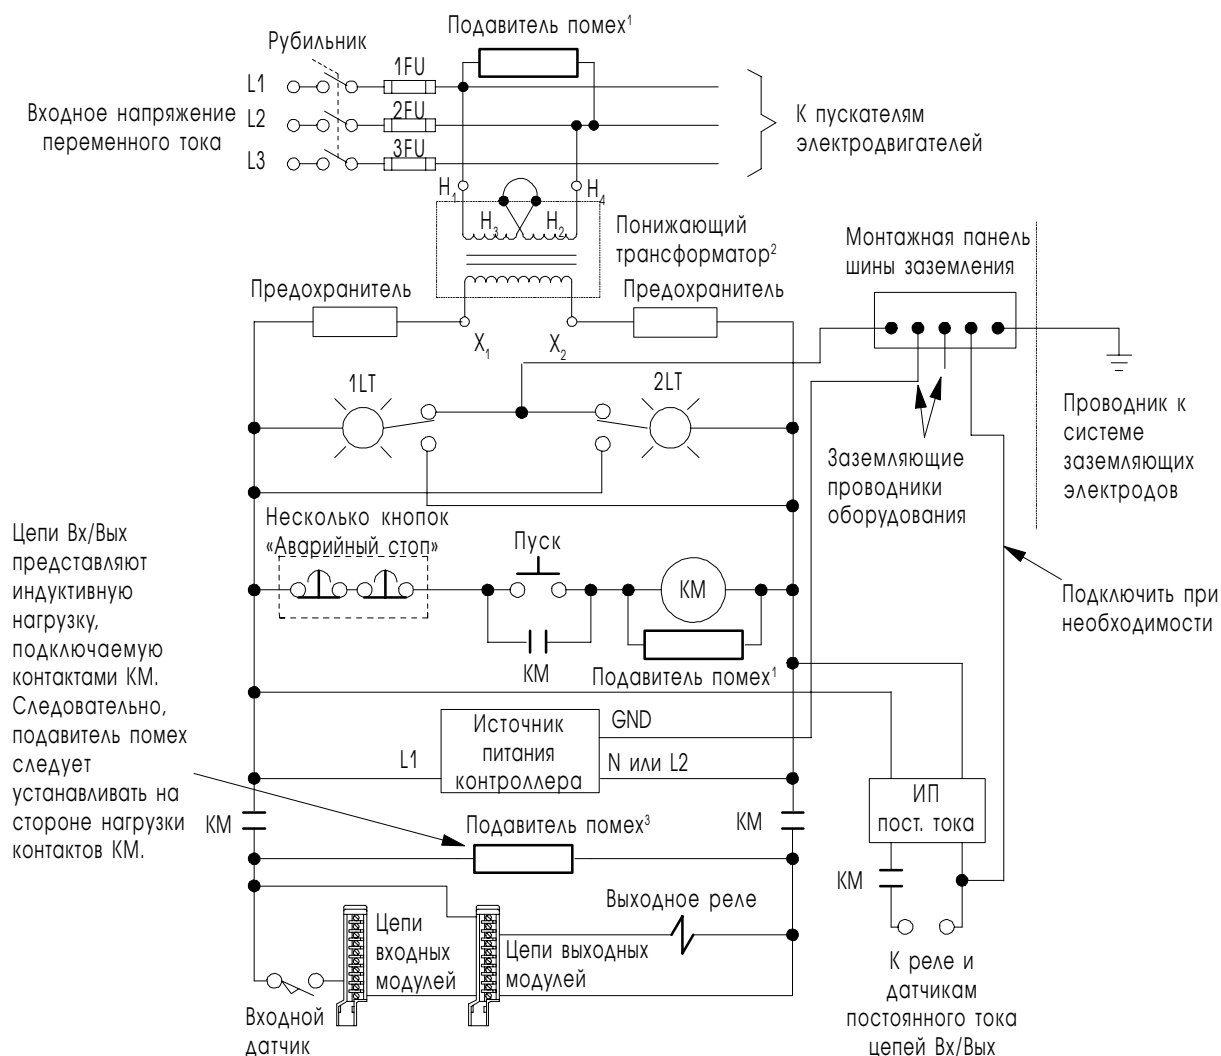 Подавитель помех¹
Рубильник
L1
1FU
Входное напряжение
переменного тока
L2
2FU
К пускателям
электродвигателей
L3
3FU
H₁
H₄
H₃
H₂
Понижающий
трансформатор²
Монтажная панель
шины заземления
Предохранитель
Предохранитель
X₁
X₂
1LT
2LT
Проводник к
системе
заземляющих
электродов
Заземляющие
проводники
оборудования
Несколько кнопок
«Аварийный стоп»
Пуск
Цепи Вх/Вых
представляют
индуктивную
нагрузку,
подключаемую
контактами КМ.
Следовательно,
подавитель помех
следует
устанавливать на
стороне нагрузки
контактов КМ.
КМ
КМ
Подключить при
необходимости
Подавитель помех¹
GND
Источник
питания
контроллера
L1
N или L2
ИП
пост. тока
КМ
КМ
Подавитель помех³
КМ
Выходное реле
Цепи
входных
модулей
Цепи выходных
модулей
Входной
датчик
К реле и
датчикам
постоянного тока
цепей Вх/Вых